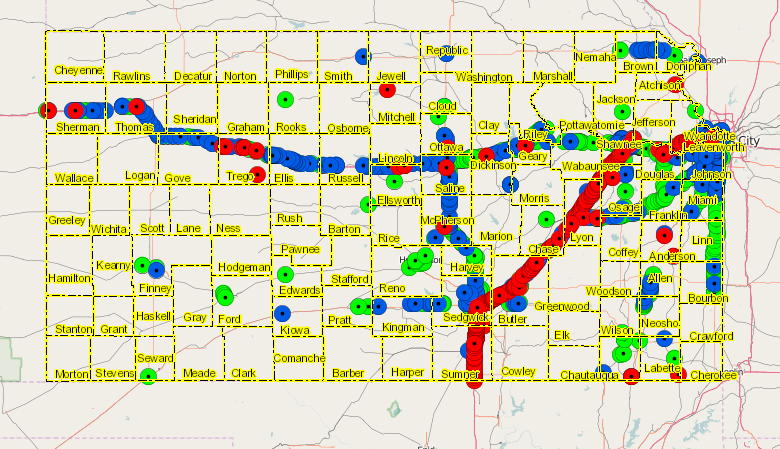 Cheyenne
Rawlins
Decatur
Norton
Phillips
Smith
Jewell
Republic
Washington
Marshall
Nemaha
Brown
Doniphan
Joseph
Atchison
Sherman
Thomas
Sheridan
Graham
Rooks
Osborne
Mitchell
Cloud
Clay
Riley
Pottawatomie
Jackson
Jefferson
Wyandotte
Leavenworth
City
Wallace
Logan
Gove
Trego
Ellis
Russell
Lincoln
Ottawa
Dickinson
Geary
Wabaunsee
Shawnee
Douglas
Johnson
Greeley
Wichita
Scott
Lane
Ness
Rush
Barton
Ellsworth
Saline
McPherson
Rice
Marion
Morris
Chase
Lyon
Osage
Franklin
Miami
Linn
Hamilton
Kearny
Finney
Hodgeman
Pawnee
Edwards
Stafford
Reno
Harvey
Coffey
Anderson
Stanton
Grant
Haskell
Gray
Ford
Kiowa
Pratt
Kingman
Sedgwick
Butler
Greenwood
Woodson
Allen
Bourbon
Morton
Stevens
Seward
Meade
Clark
Comanche
Barber
Harper
Sumner
Cowley
Elk
Chautauqua
Wilson
Neosho
Labette
Crawford
Cherokee